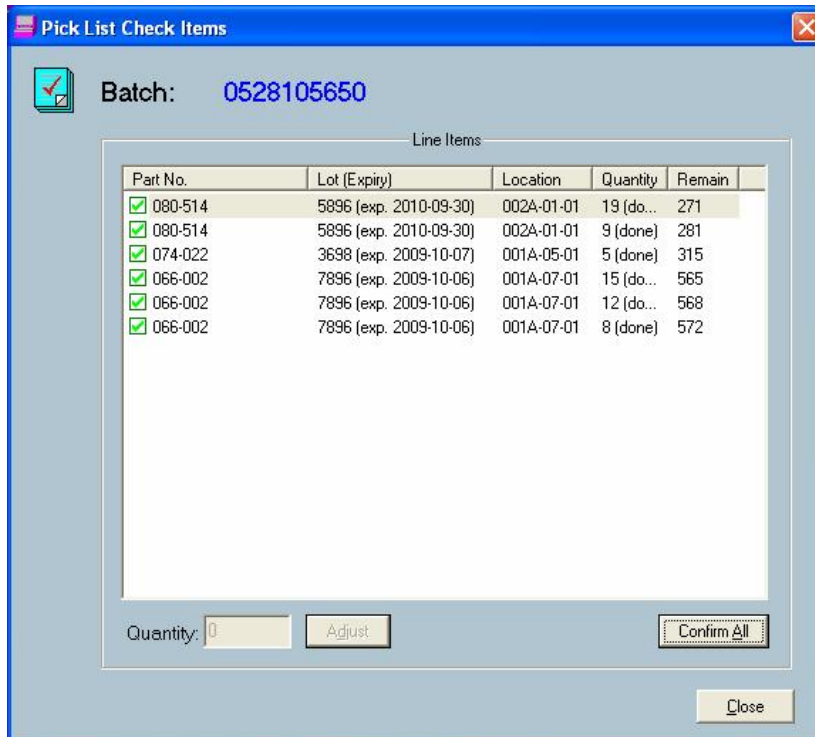 Pick List Check Items
Batch: 0528105650
Line Items
Part No. Lot (Expiry) Location Quantity Remain
080-514 5896 (exp. 2010-09-30) 002A-01-01 19 (do... 271
080-514 5896 (exp. 2010-09-30) 002A-01-01 9 (done) 281
074-022 3698 (exp. 2009-10-07) 001A-05-01 5 (done) 315
066-002 7896 (exp. 2009-10-06) 001A-07-01 15 (do... 565
066-002 7896 (exp. 2009-10-06) 001A-07-01 12 (do... 568
066-002 7896 (exp. 2009-10-06) 001A-07-01 8 (done) 572
Quantity: 0 Adjust Confirm All
Close